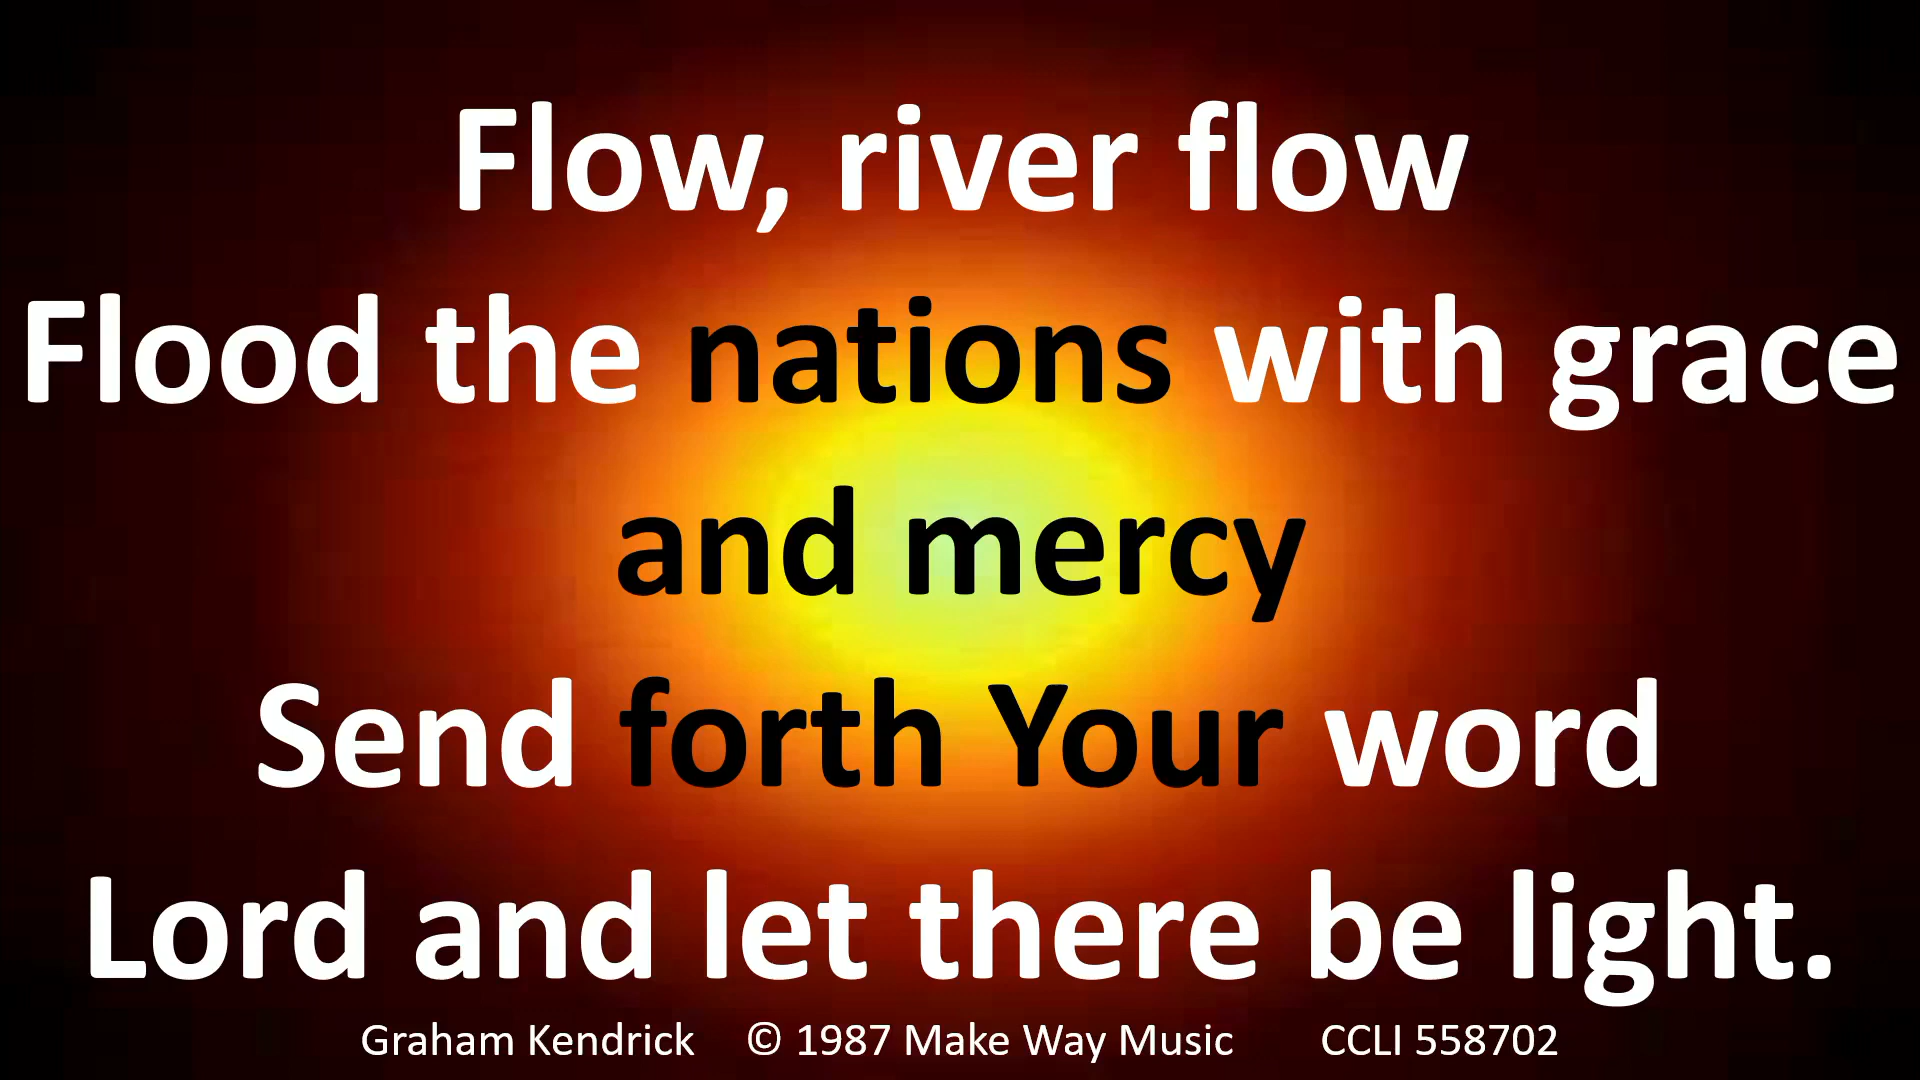 Flow, river flow
Flood the nations with grace
and mercy
Send forth Your word
Lord and let there be light.
Graham Kendrick © 1987 Make Way Music CCLI 558702